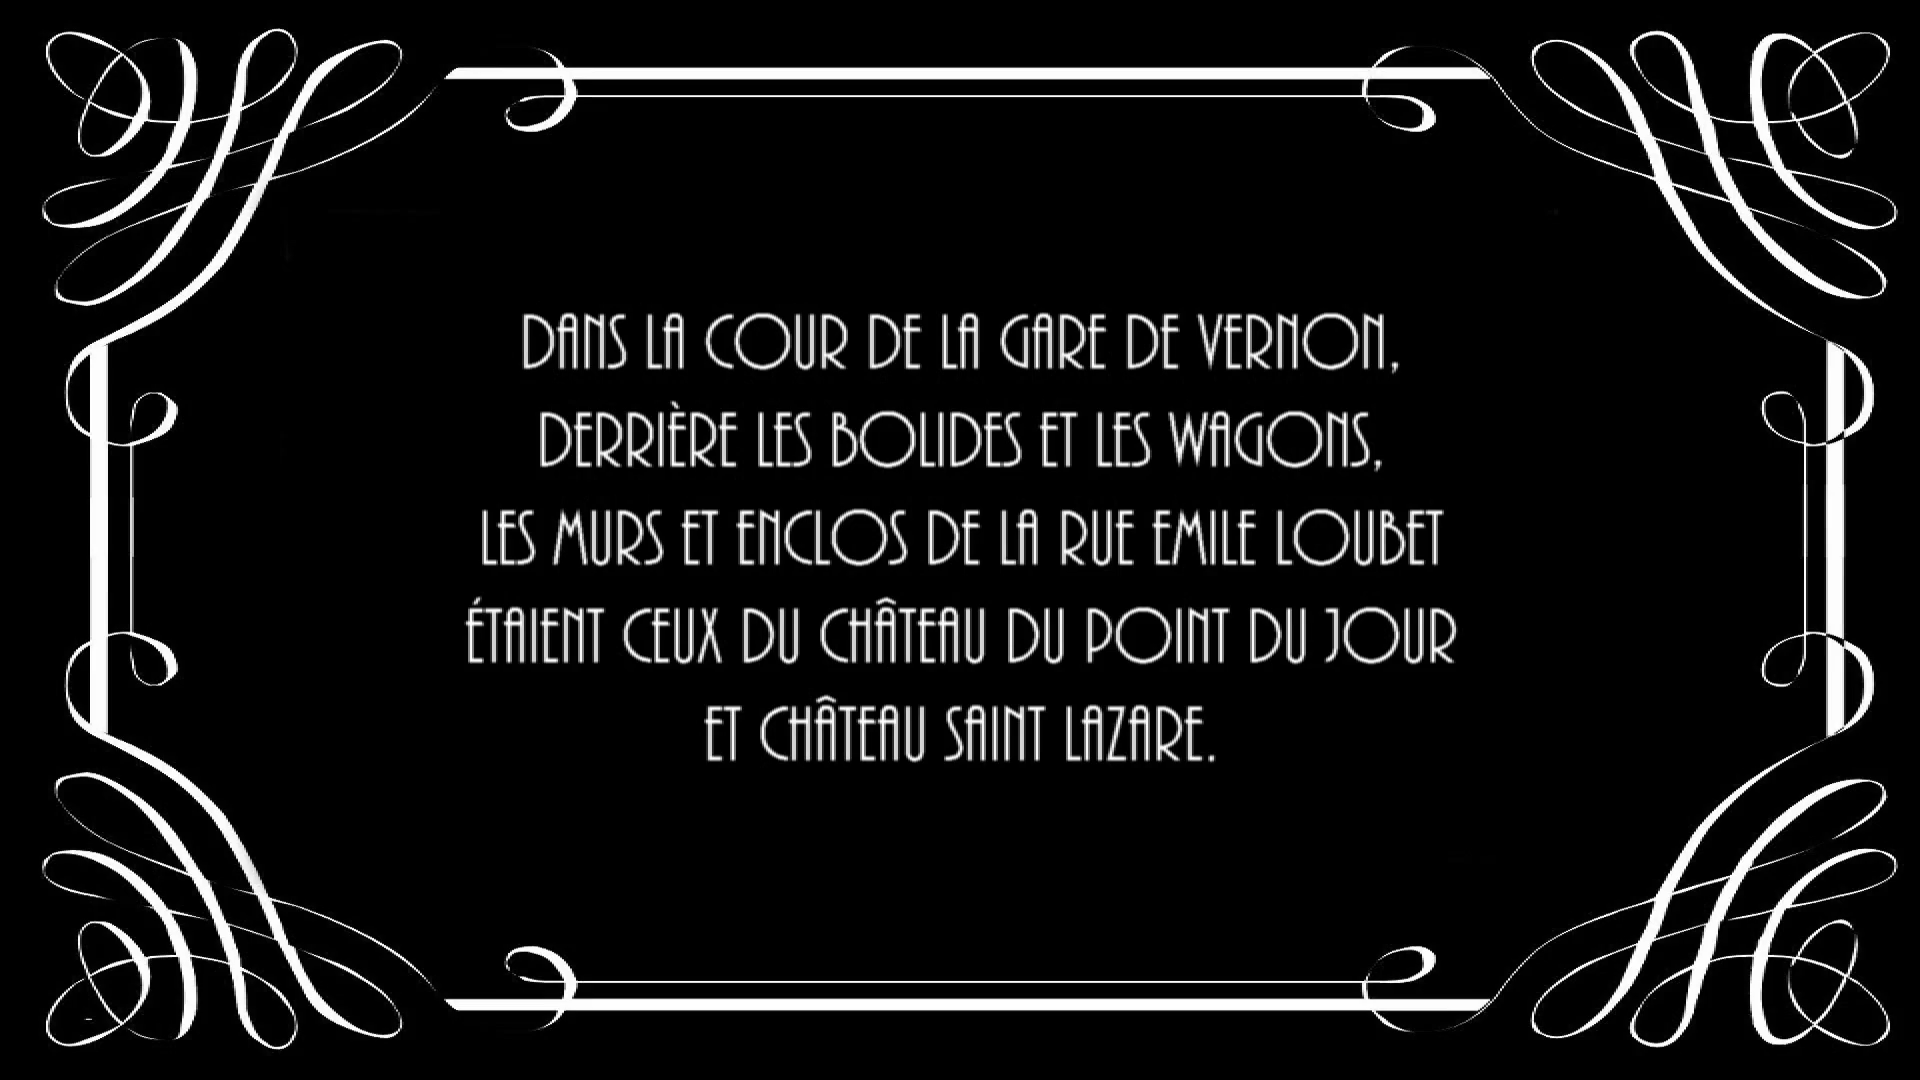 DANS LA COUR DE LA GARE DE VERNON,
DERRIÈRE LES BOLIDES ET LES WAGONS,
LES MURS ET ENCLOS DE LA RUE EMILE LOUBET
ÉTAIENT CEUX DU CHÂTEAU DU POINT DU JOUR
ET CHÂTEAU SAINT LAZARE.